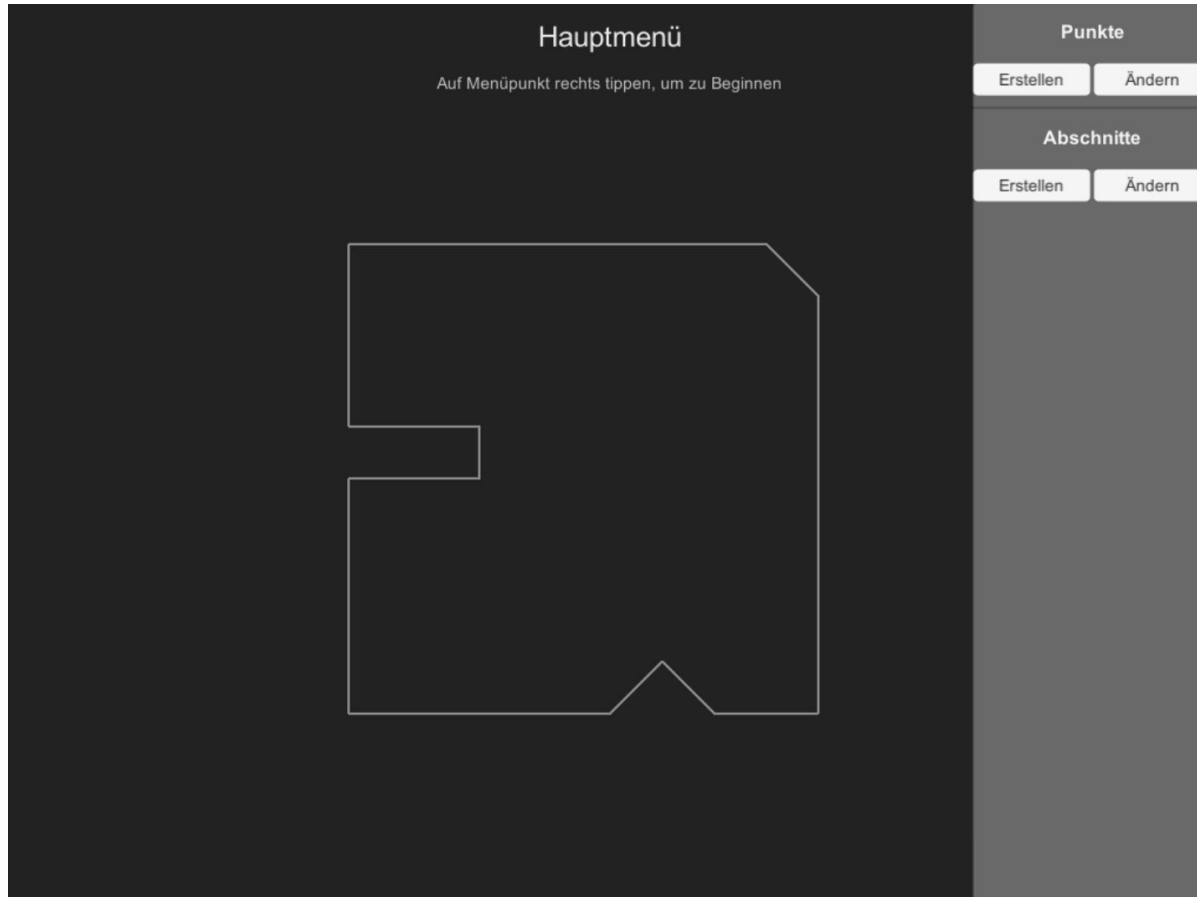 Hauptmenü
Auf Menüpunkt rechts tippen, um zu Beginnen
Punkte
Erstellen Ändern
Abschnitte
Erstellen Ändern